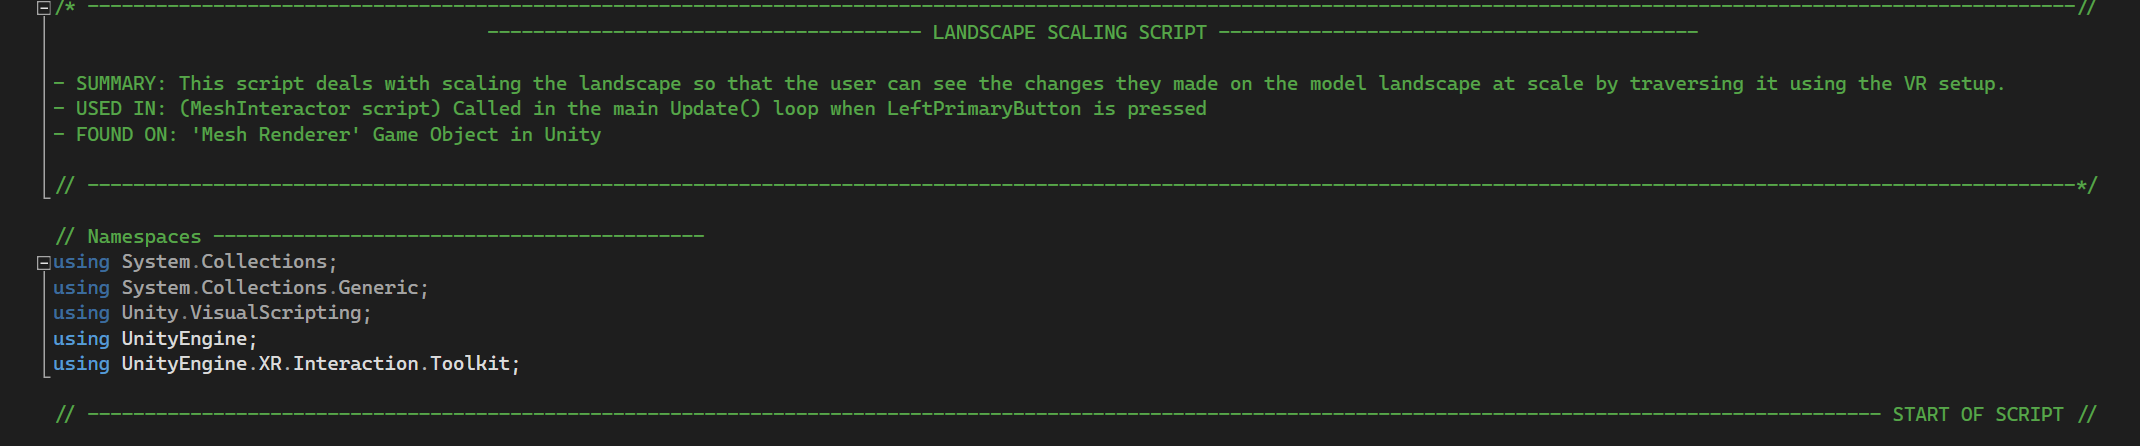 /* ------------------------------------------------------------------------------------------------------------------------------------------------------------------------------//
-------------------------------------- LANDSCAPE SCALING SCRIPT ------------------------------------------
- SUMMARY: This script deals with scaling the landscape so that the user can see the changes they made on the model landscape at scale by traversing it using the VR setup.
- USED IN: (MeshInteractor script) Called in the main Update() loop when LeftPrimaryButton is pressed
- FOUND ON: 'Mesh Renderer' Game Object in Unity
// ------------------------------------------------------------------------------------------------------------------------------------------------------------------------------*/
// Namespaces -------------------------------------------
using System.Collections;
using System.Collections.Generic;
using Unity.VisualScripting;
using UnityEngine;
using UnityEngine.XR.Interaction.Toolkit;
// ------------------------------------------------------------------------------------------------------------------------------------------------------------- START OF SCRIPT //